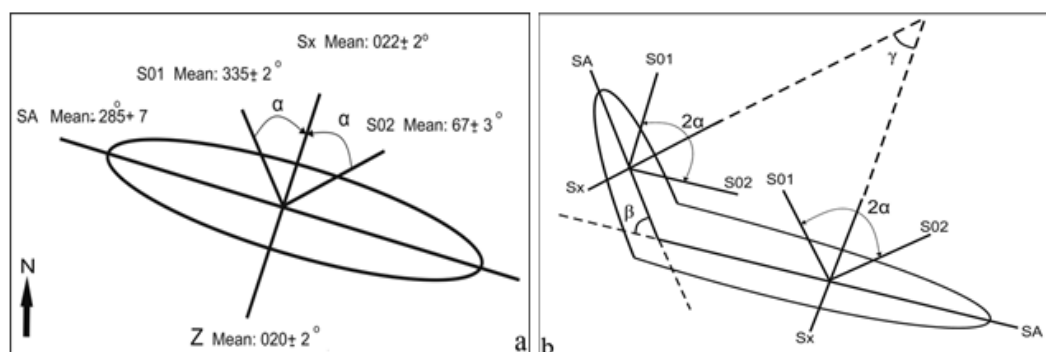 Sx Mean: 022± 2°
S01 Mean: 335± 2°
SA Mean:-285+ 7°
α
α
S02 Mean: 67± 3°
N
Z Mean: 020± 2°
a
SA
S01
γ
2α
S02
S01
Sx
β
2α
S02
Sx
SA
b